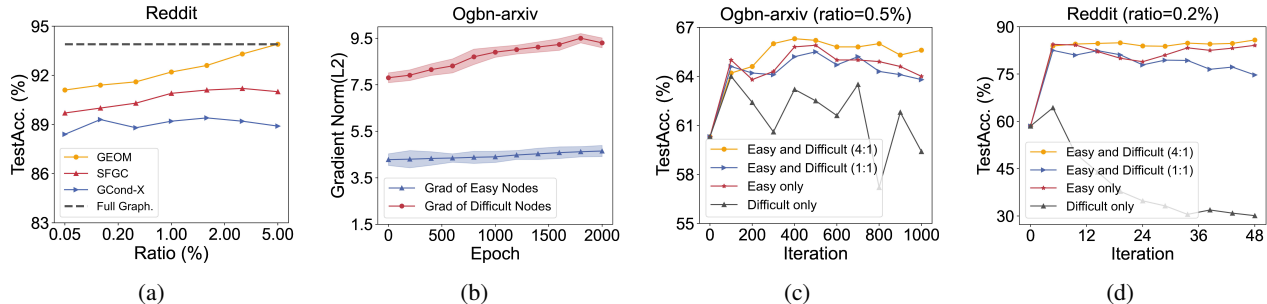 Reddit
TestAcc. (%)
95
92
89
86
83
GEOM
SFGC
GCond-X
Full Graph.
0.05
0.20
1.00
2.00
5.00
Ratio (%)
(a)
Ogbn-arxiv
Gradient Norm(L2)
9.5
7.5
5.5
3.5
1.5
Grad of Easy Nodes
Grad of Difficult Nodes
0
500
1000
1500
2000
Epoch
(b)
Ogbn-arxiv (ratio=0.5%)
TestAcc. (%)
67
64
61
58
55
Easy and Difficult (4:1)
Easy and Difficult (1:1)
Easy only
Difficult only
0
200
400
600
800
1000
Iteration
(c)
Reddit (ratio=0.2%)
TestAcc. (%)
90
75
60
45
30
Easy and Difficult (4:1)
Easy and Difficult (1:1)
Easy only
Difficult only
0
12
24
36
48
Iteration
(d)